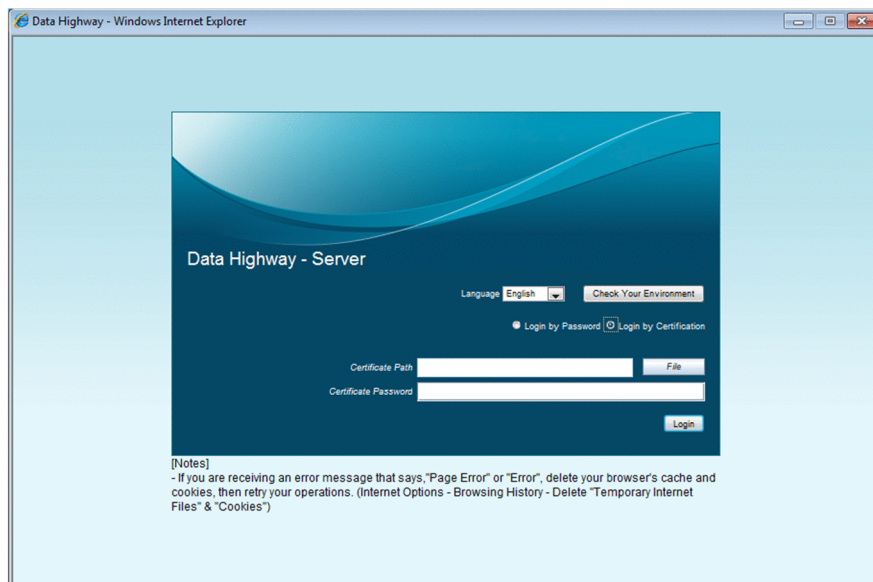 Data Highway - Windows Internet Explorer
Data Highway - Server
Language English Check Your Environment
Login by Password Login by Certification
Certificate Path File
Certificate Password
Login
[Notes]
- If you are receiving an error message that says,"Page Error" or "Error", delete your browser's cache and
cookies, then retry your operations. (Internet Options - Browsing History - Delete "Temporary Internet
Files" & "Cookies")